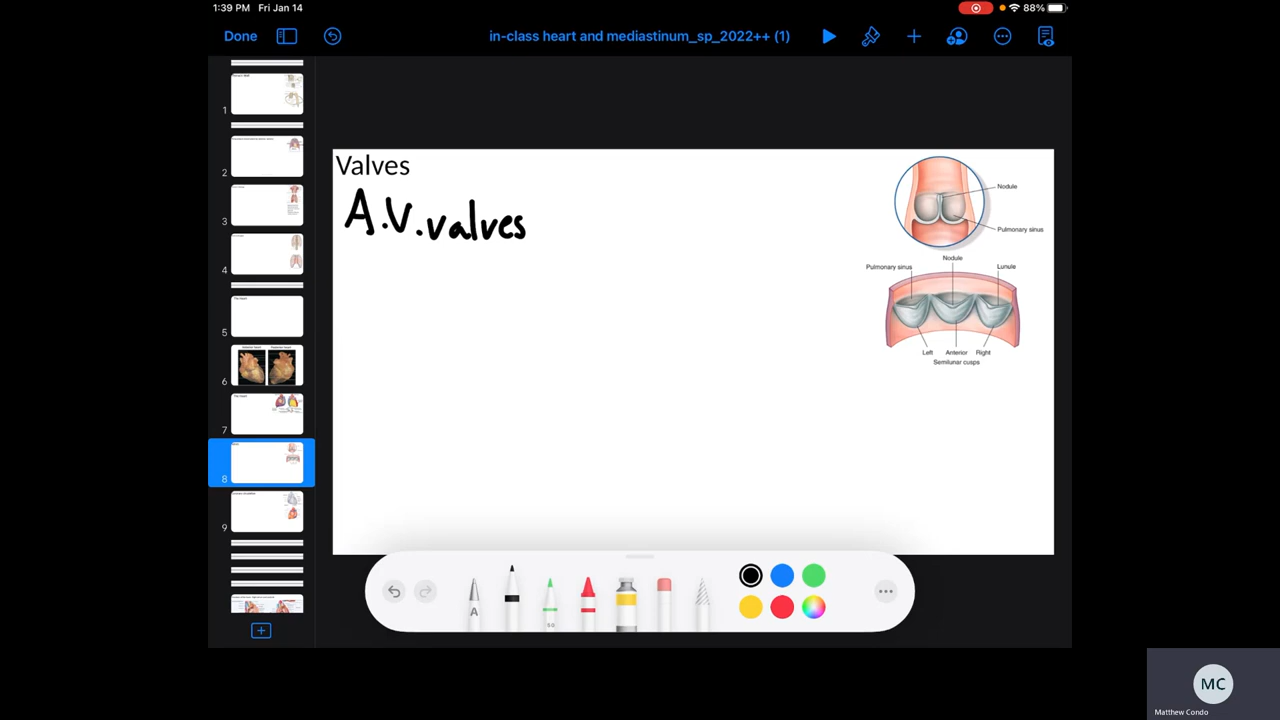 1:39 PM Fri Jan 14
88%
Done
in-class heart and mediastinum_sp_2022++ (1)
Valves
A.V. valves
Nodule
Pulmonary sinus
Nodule
Pulmonary sinus
Lunule
Left
Anterior
Right
Semilunar cusps
1
2
3
4
5
6
7
8
9
A
50
MC
Matthew Condo